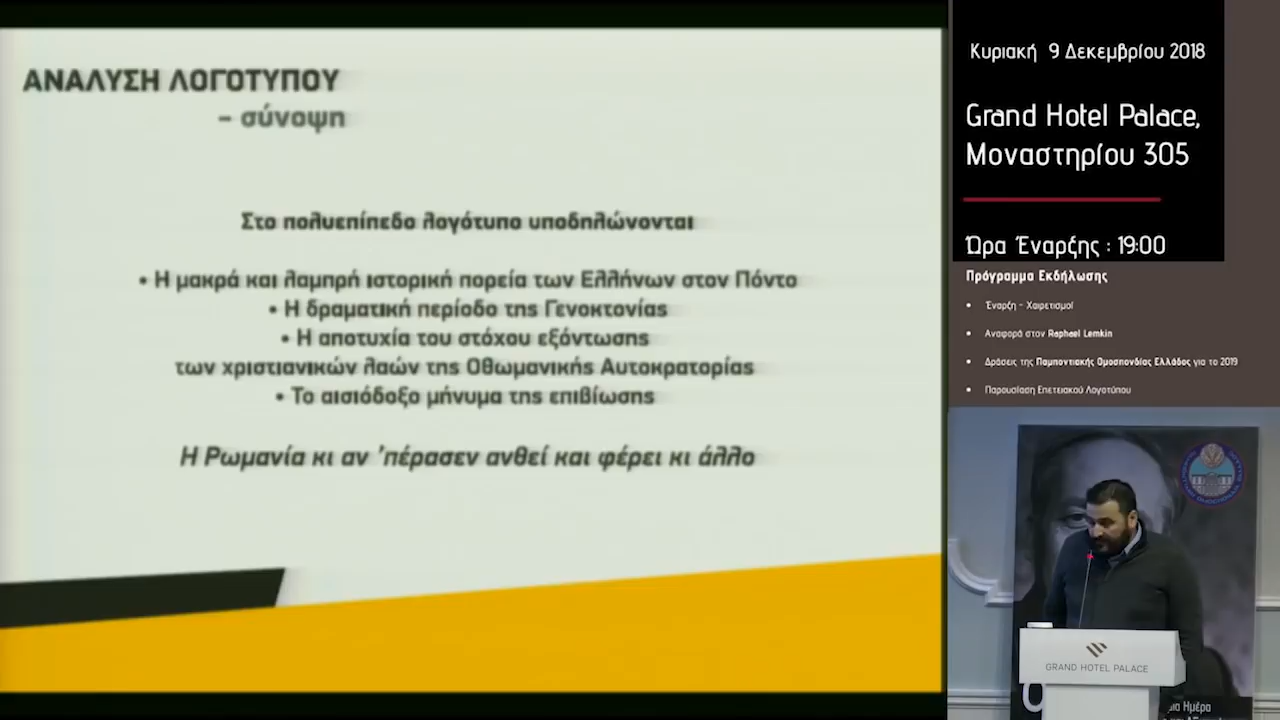 ΑΝΑΛΥΣΗ ΛΟΓΟΤΥΠΟΥ
– σύνοψη
Στο πολυεπίπεδο λογότυπο υποδηλώνονται
• Η μακρά και λαμπρή ιστορική πορεία των Ελλήνων στον Πόντο
• Η δραματική περίοδο της Γενοκτονίας
• Η αποτυχία του στόχου εξόντωσης
των χριστιανικών λαών της Οθωμανικής Αυτοκρατορίας
• Το αισιόδοξο μήνυμα της επιβίωσης
Η Ρωμανία κι αν 'πέρασεν ανθεί και φέρει κι άλλο
Κυριακή 9 Δεκεμβρίου 2018
Grand Hotel Palace,
Μοναστηρίου 305
Ώρα Έναρξης : 19:00
Πρόγραμμα Εκδήλωσης
• Έναρξη - Χαιρετισμοί
• Αναφορά στον Raphael Lemkin
• Δράσεις της Παμποντιακής Ομοσπονδίας Ελλάδος για το 2019
• Παρουσίαση Επετειακού Λογοτύπου
GRAND HOTEL PALACE
Ημέρα